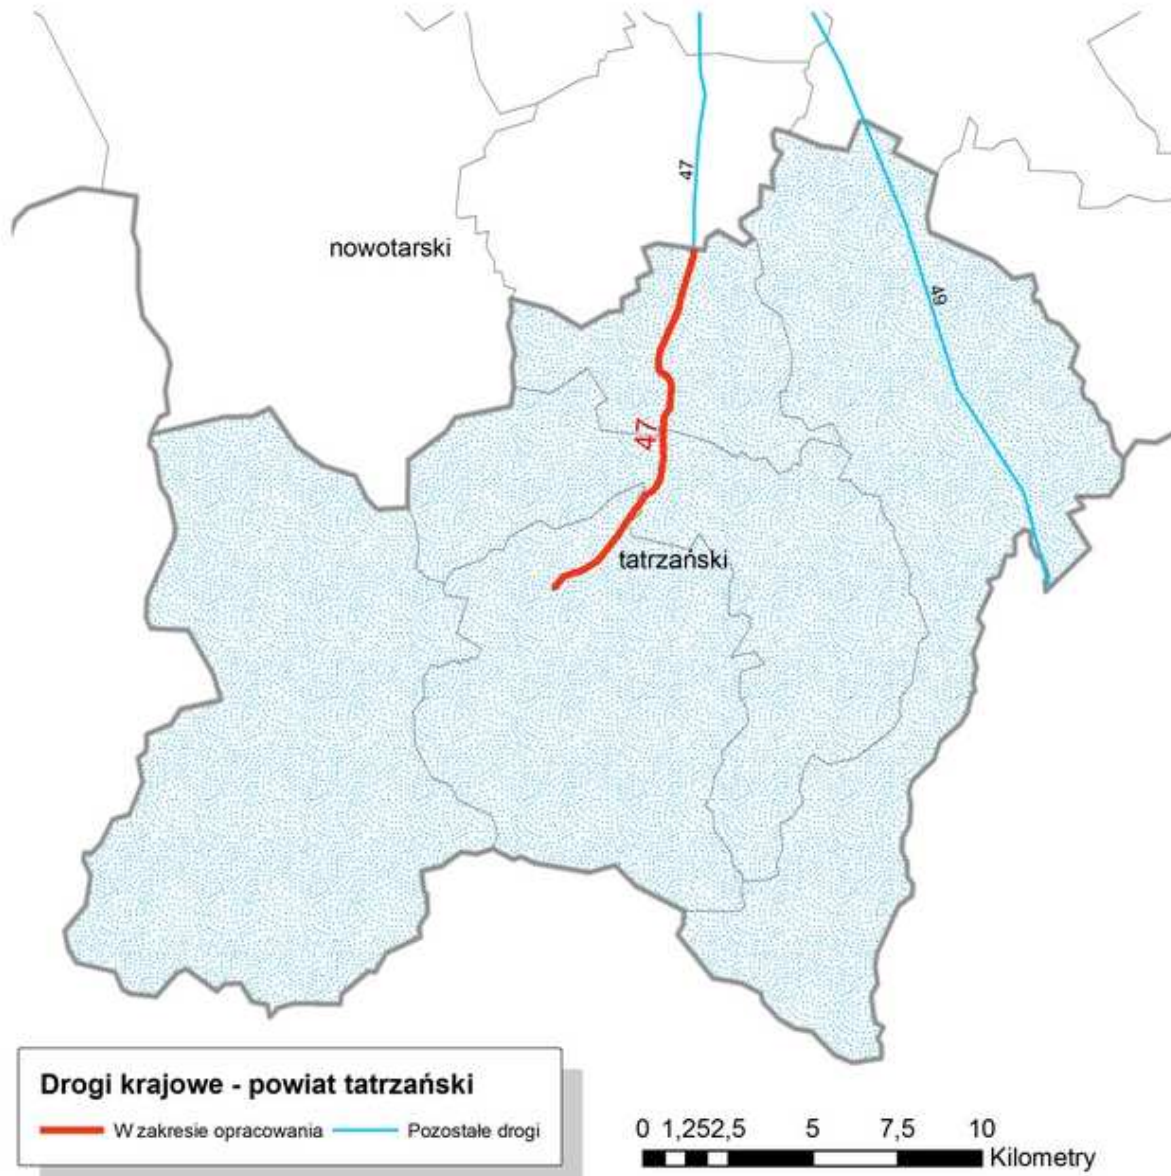 47
nowotarski
49
47
tatrzański
Drogi krajowe - powiat tatrzański
W zakresie opracowania Pozostałe drogi
0 1,252,5 5 7,5 10
Kilometry